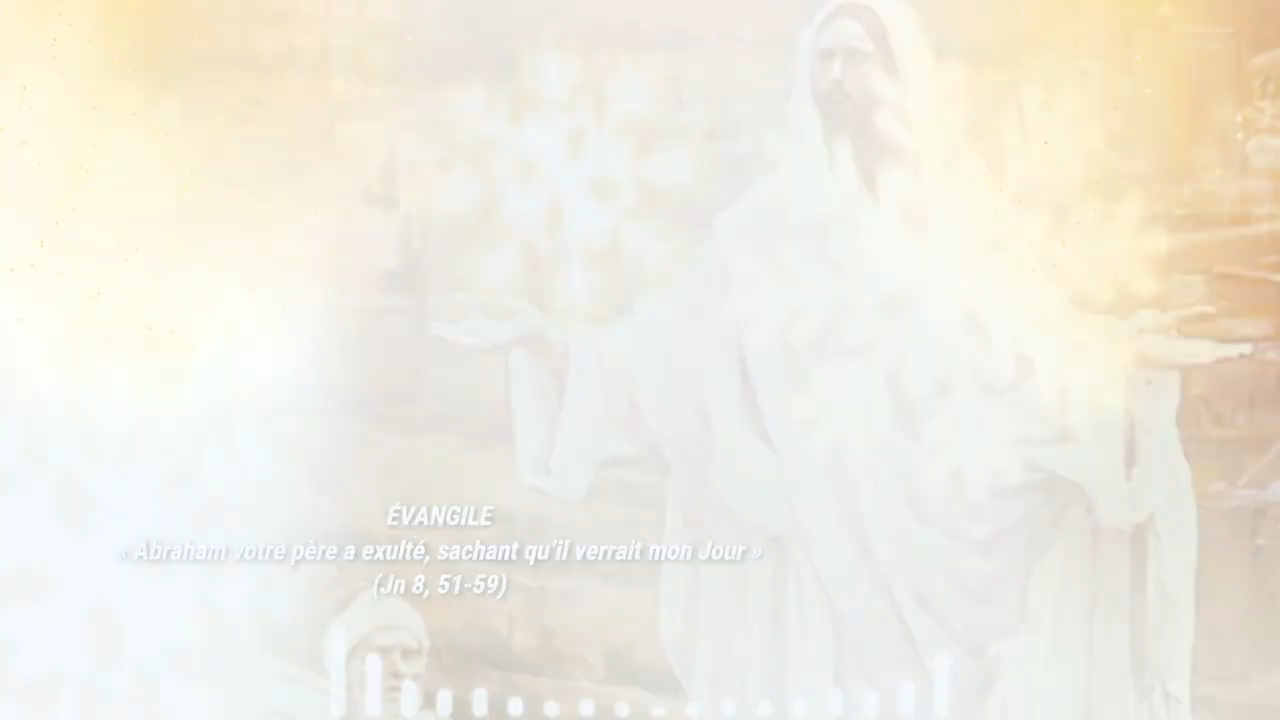 ÉVANGILE
« Abraham votre père a exulté, sachant qu'il verrait mon Jour »
(Jn 8, 51-59)